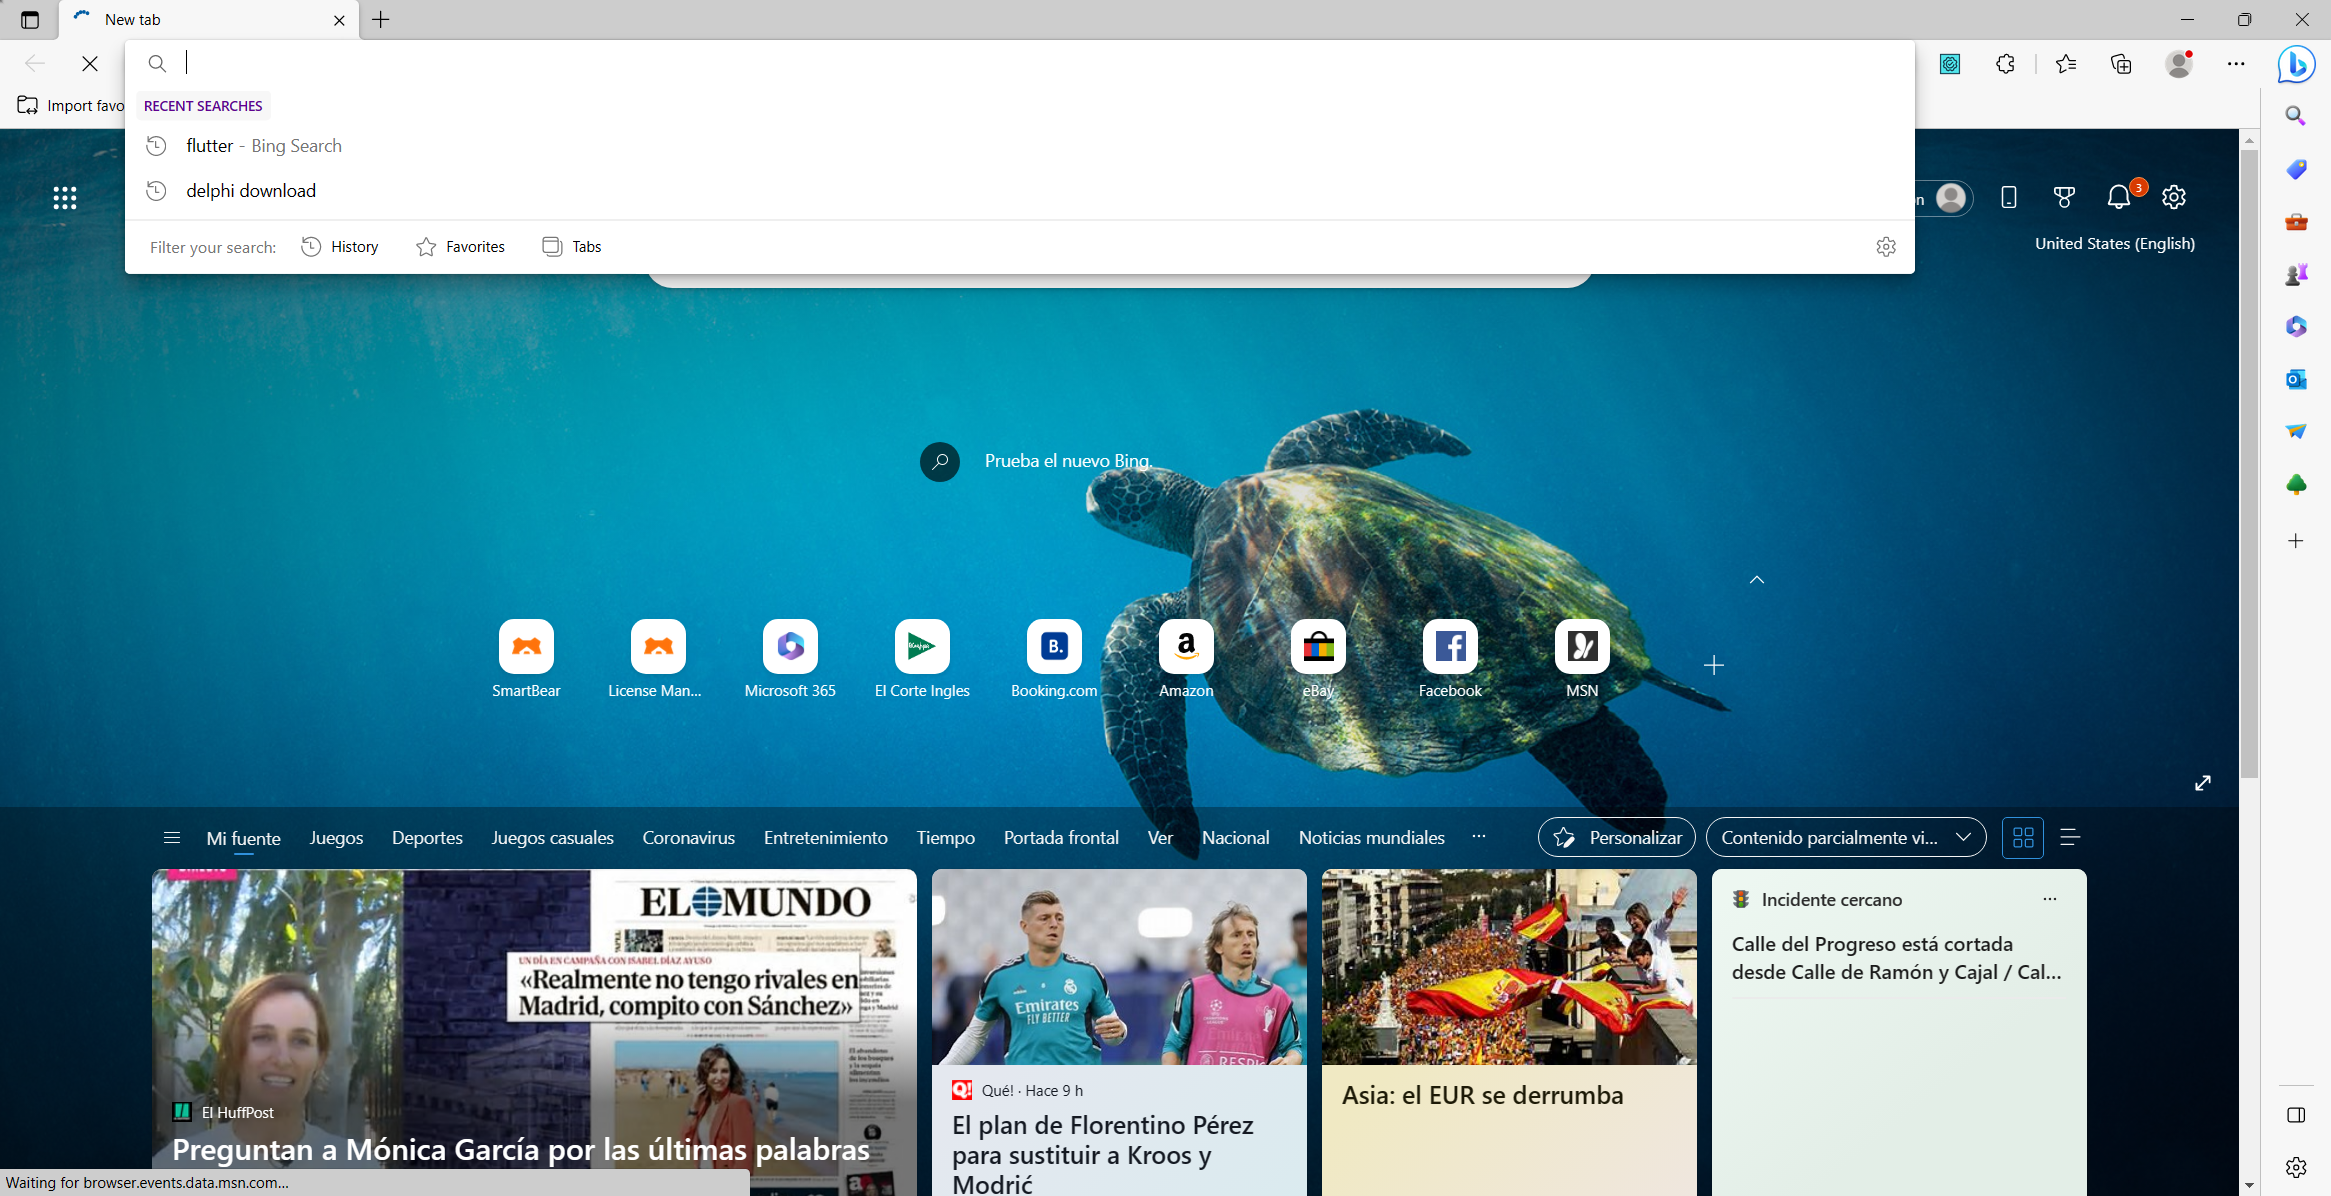 New tab
Import favo
RECENT SEARCHES
flutter - Bing Search
delphi download
Filter your search:
History
Favorites
Tabs
n
3
United States (English)
Prueba el nuevo Bing.
SmartBear
License Man...
Microsoft 365
El Corte Ingles
Booking.com
Amazon
eBay
Facebook
MSN
Mi fuente
Juegos
Deportes
Juegos casuales
Coronavirus
Entretenimiento
Tiempo
Portada frontal
Ver
Nacional
Noticias mundiales
Personalizar
Contenido parcialmente vi...
EL MUNDO
UN DÍA EN CAMPAÑA CON ISABEL DÍAZ AYUSO
«Realmente no tengo rivales en
Madrid, compito con Sánchez»
El HuffPost
Preguntan a Mónica García por las últimas palabras
Emirates
FLY BETTER
Qué! · Hace 9 h
El plan de Florentino Pérez
para sustituir a Kroos y
Modrić
Asia: el EUR se derrumba
Incidente cercano
Calle del Progreso está cortada
desde Calle de Ramón y Cajal / Cal...
Waiting for browser.events.data.msn.com...